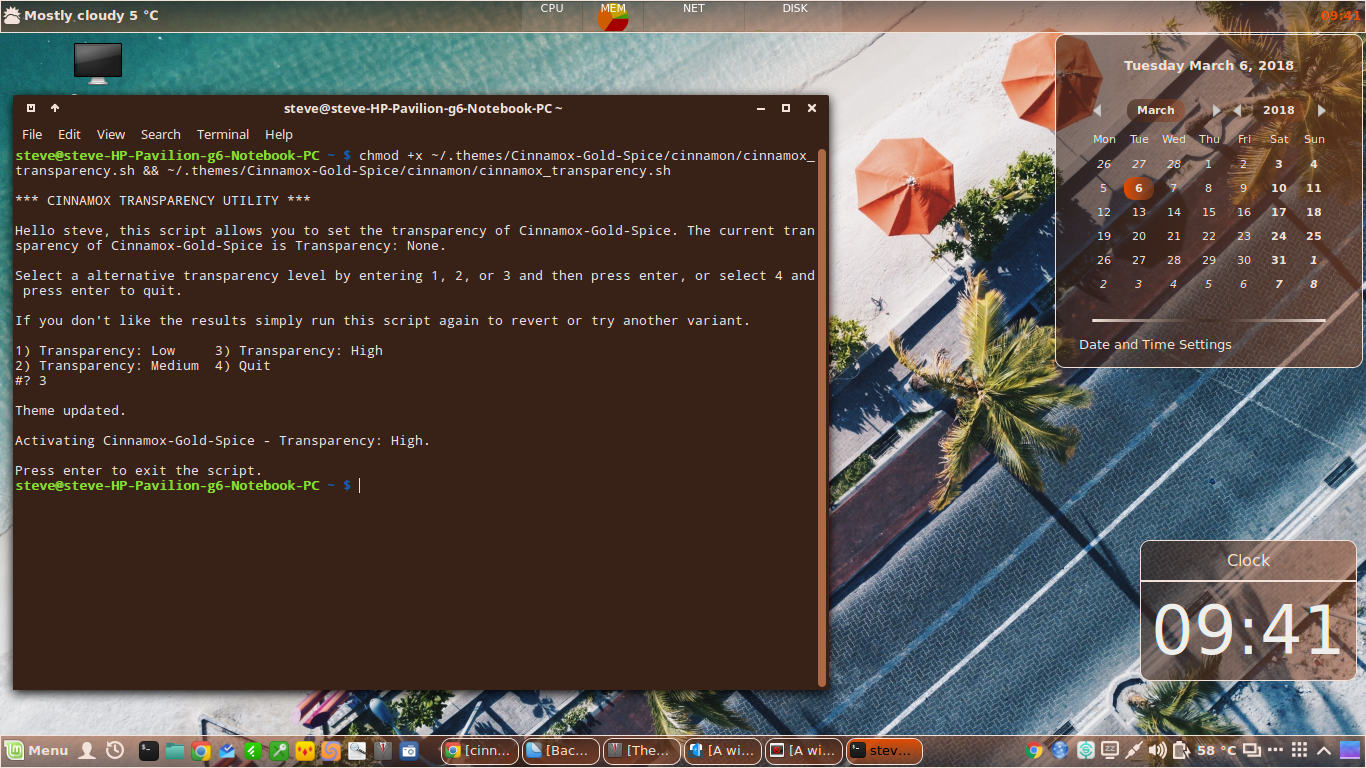 Mostly cloudy 5 °C
CPU
MEM
NET
DISK
09:41
steve@steve-HP-Pavilion-g6-Notebook-PC ~
File Edit View Search Terminal Help
steve@steve-HP-Pavilion-g6-Notebook-PC ~ $ chmod +x ~/.themes/Cinnamox-Gold-Spice/cinnamon/cinnamox_
transparency.sh && ~/.themes/Cinnamox-Gold-Spice/cinnamon/cinnamox_transparency.sh
*** CINNAMOX TRANSPARENCY UTILITY ***
Hello steve, this script allows you to set the transparency of Cinnamox-Gold-Spice. The current tran
sparency of Cinnamox-Gold-Spice is Transparency: None.
Select a alternative transparency level by entering 1, 2, or 3 and then press enter, or select 4 and
press enter to quit.
If you don't like the results simply run this script again to revert or try another variant.
1) Transparency: Low 3) Transparency: High
2) Transparency: Medium 4) Quit
#? 3
Theme updated.
Activating Cinnamox-Gold-Spice - Transparency: High.
Press enter to exit the script.
steve@steve-HP-Pavilion-g6-Notebook-PC ~ $
Tuesday March 6, 2018
March 2018
Mon Tue Wed Thu Fri Sat Sun
26 27 28 1 2 3 4
5 6 7 8 9 10 11
12 13 14 15 16 17 18
19 20 21 22 23 24 25
26 27 28 29 30 31 1
2 3 4 5 6 7 8
Date and Time Settings
Clock
09:41
Menu
[cinn...
[Bac...
[The...
[A wi...
[A wi...
stev...
58 °C